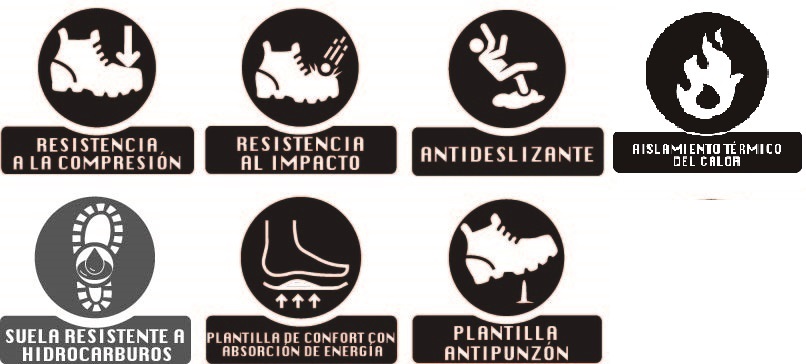 RESISTENCIA
A LA COMPRESIÓN
RESISTENCIA
AL IMPACTO
ANTIDESLIZANTE
AISLAMIENTO TÉRMICO
DEL CALOR
SUELA RESISTENTE A
HIDROCARBUROS
PLANTILLA DE CONFORT CON
ABSORCIÓN DE ENERGÍA
PLANTILLA
ANTIPUNZÓN